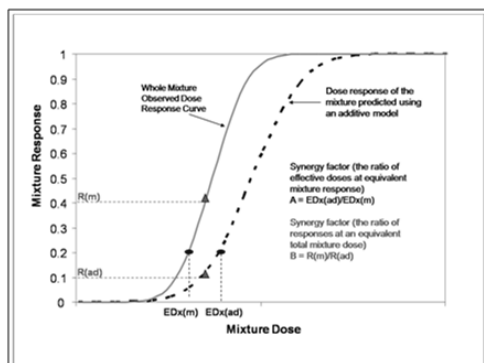 1
0.9
0.8
0.7
0.6
0.5
0.4
0.3
0.2
0.1
0
Mixture Response
R(m)
R(ad)
Whole Mixture
Observed Dose
Response Curve
Dose response of the
mixture predicted using
an additive model
Synergy factor (the ratio of
effective doses at equivalent
mixture response)
A = EDx(ad)/EDx(m)
Synergy factor (the ratio of
responses at an equivalent
total mixture dose)
B = R(m)/R(ad)
EDx(m)
EDx(ad)
Mixture Dose